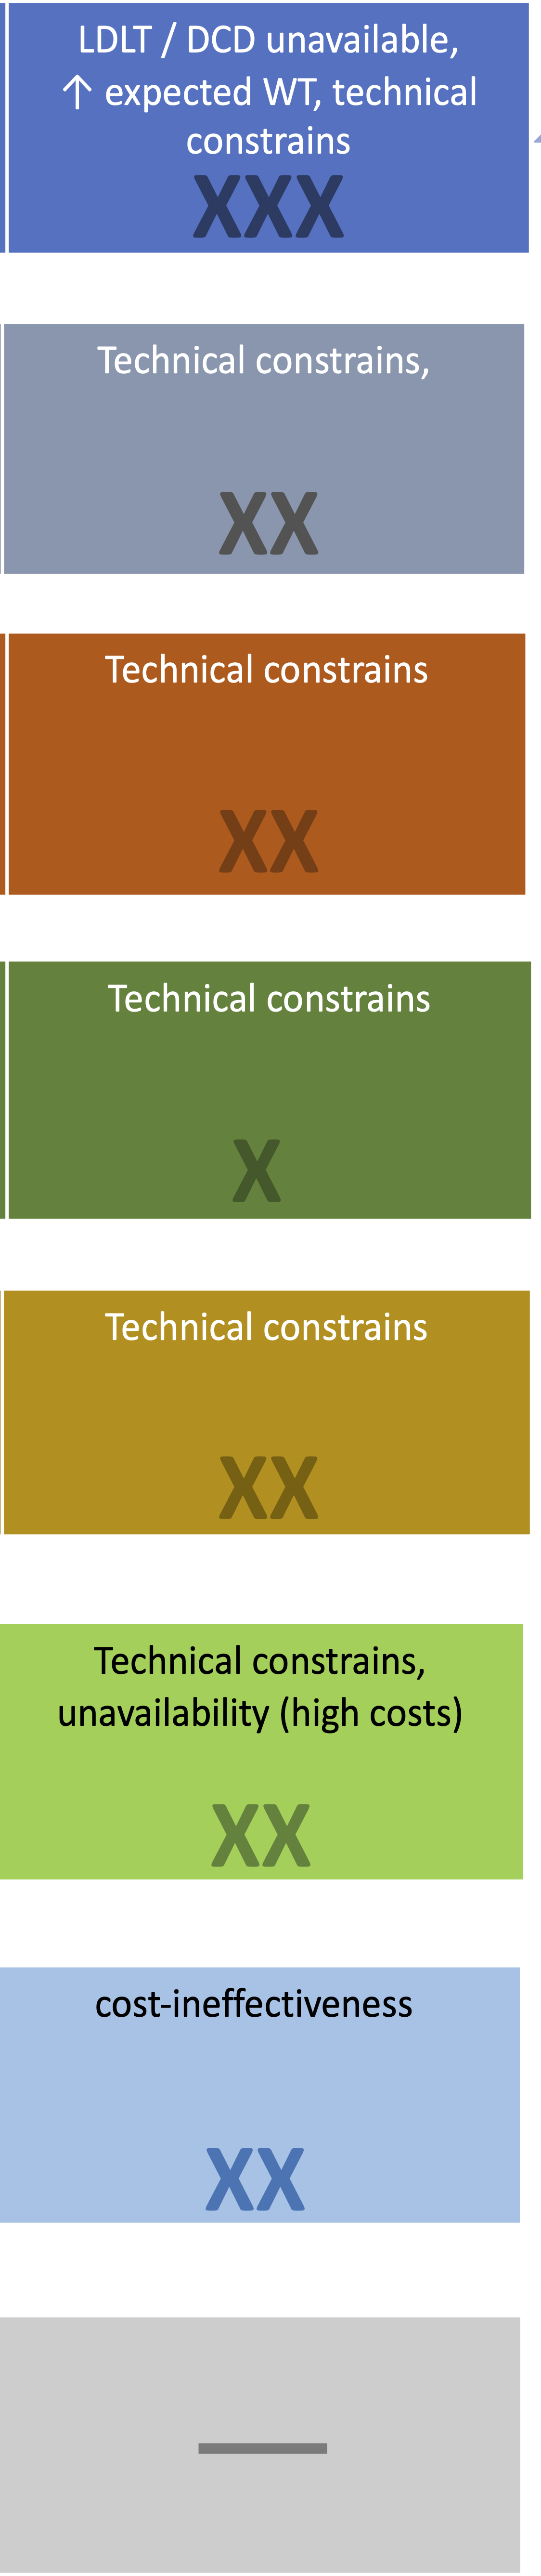 LDLT / DCD unavailable,
↑ expected WT, technical
constrains
XXX
Technical constrains,
XX
Technical constrains
XX
Technical constrains
X
Technical constrains
XX
Technical constrains,
unavailability (high costs)
XX
cost-ineffectiveness
XX
—